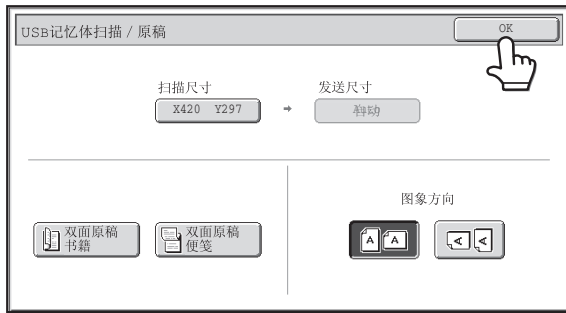 USB记忆体扫描 / 原稿
OK
扫描尺寸
发送尺寸
X420 Y297
自动
图象方向
双面原稿
书籍
双面原稿
便笺
A A
A A